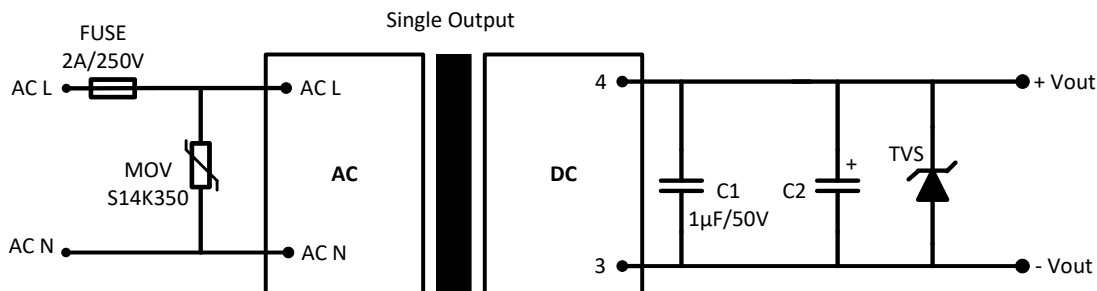 Single Output
FUSE
2A/250V
AC L
AC L
4
+ Vout
MOV
S14K350
AC
DC
C1
1µF/50V
C2
+
TVS
AC N
AC N
3
- Vout